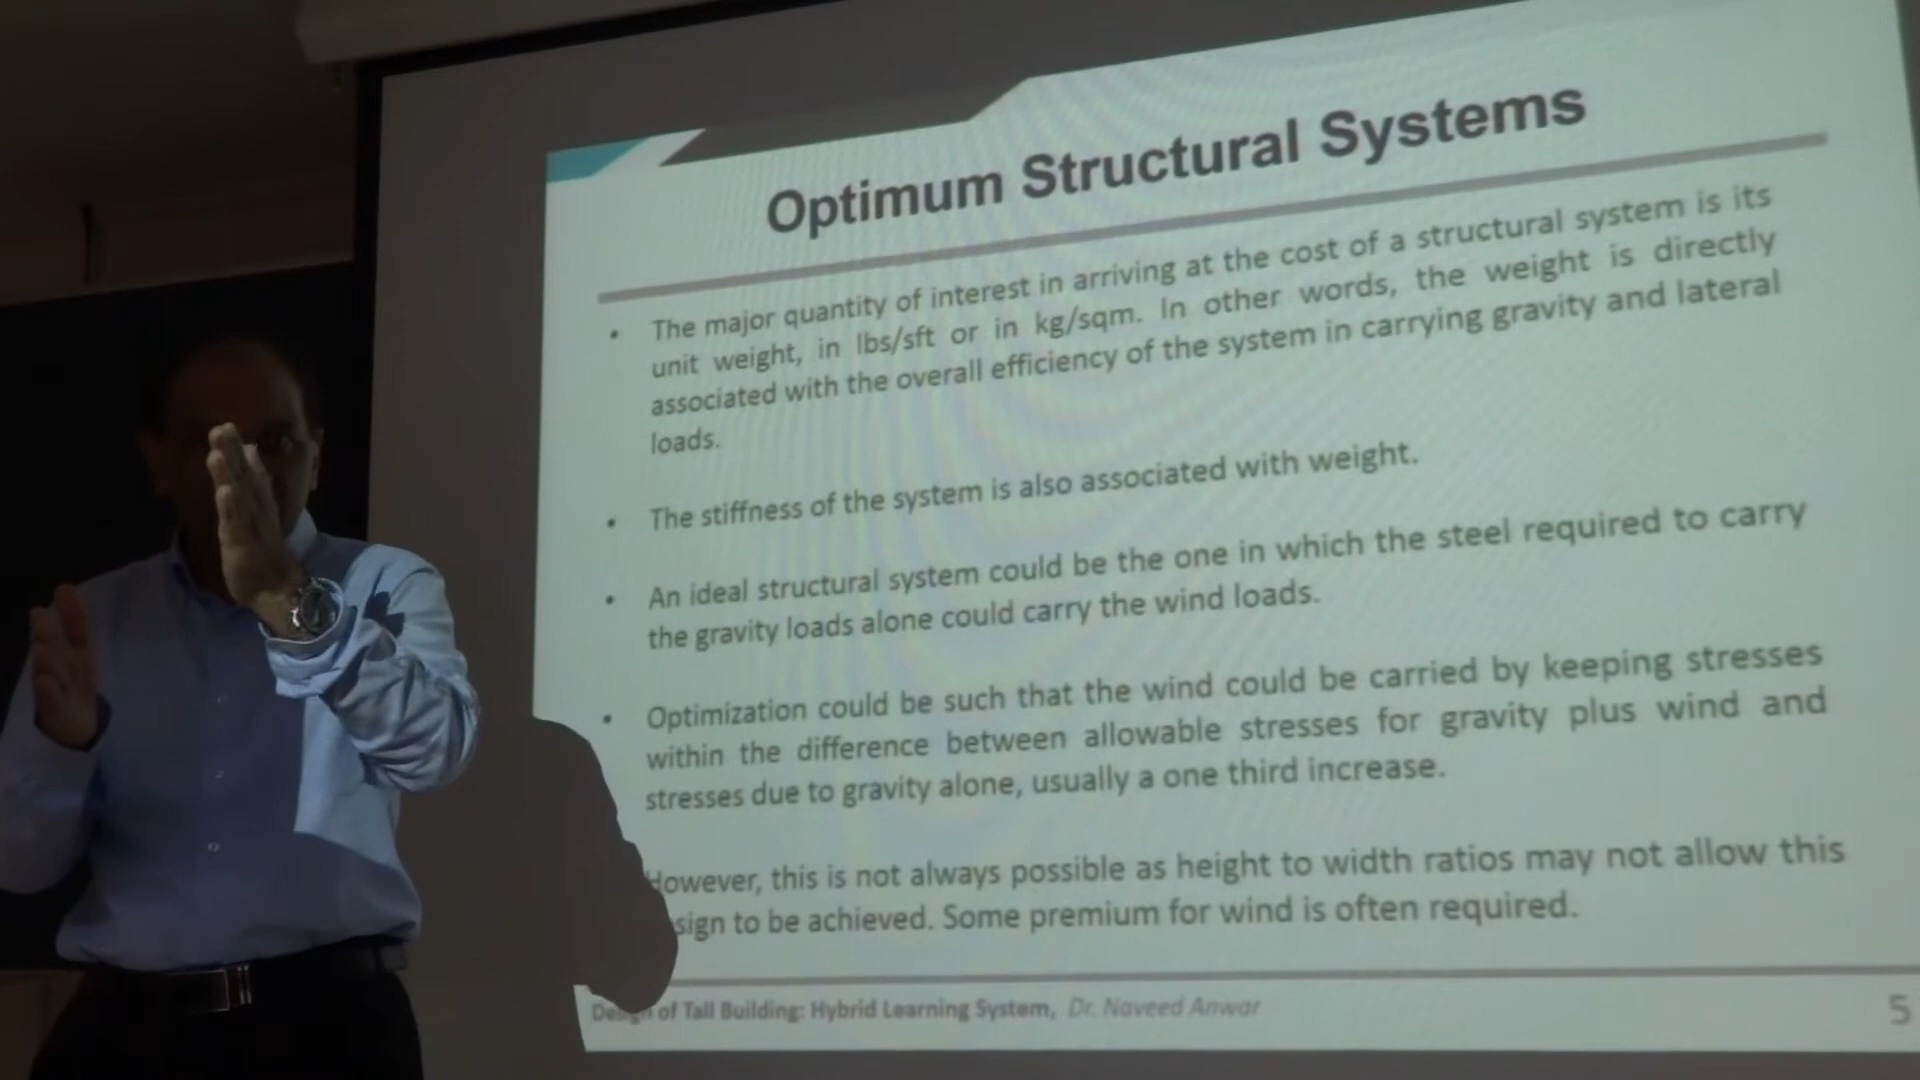 Optimum Structural Systems
• The major quantity of interest in arriving at the cost of a structural system is its
unit weight, in lbs/sft or in kg/sqm. In other words, the weight is directly
associated with the overall efficiency of the system in carrying gravity and lateral
loads.
• The stiffness of the system is also associated with weight.
• An ideal structural system could be the one in which the steel required to carry
the gravity loads alone could carry the wind loads.
• Optimization could be such that the wind could be carried by keeping stresses
within the difference between allowable stresses for gravity plus wind and
stresses due to gravity alone, usually a one third increase.
However, this is not always possible as height to width ratios may not allow this
sign to be achieved. Some premium for wind is often required.
Design of Tall Building: Hybrid Learning System, Dr. Naveed Anwar
5